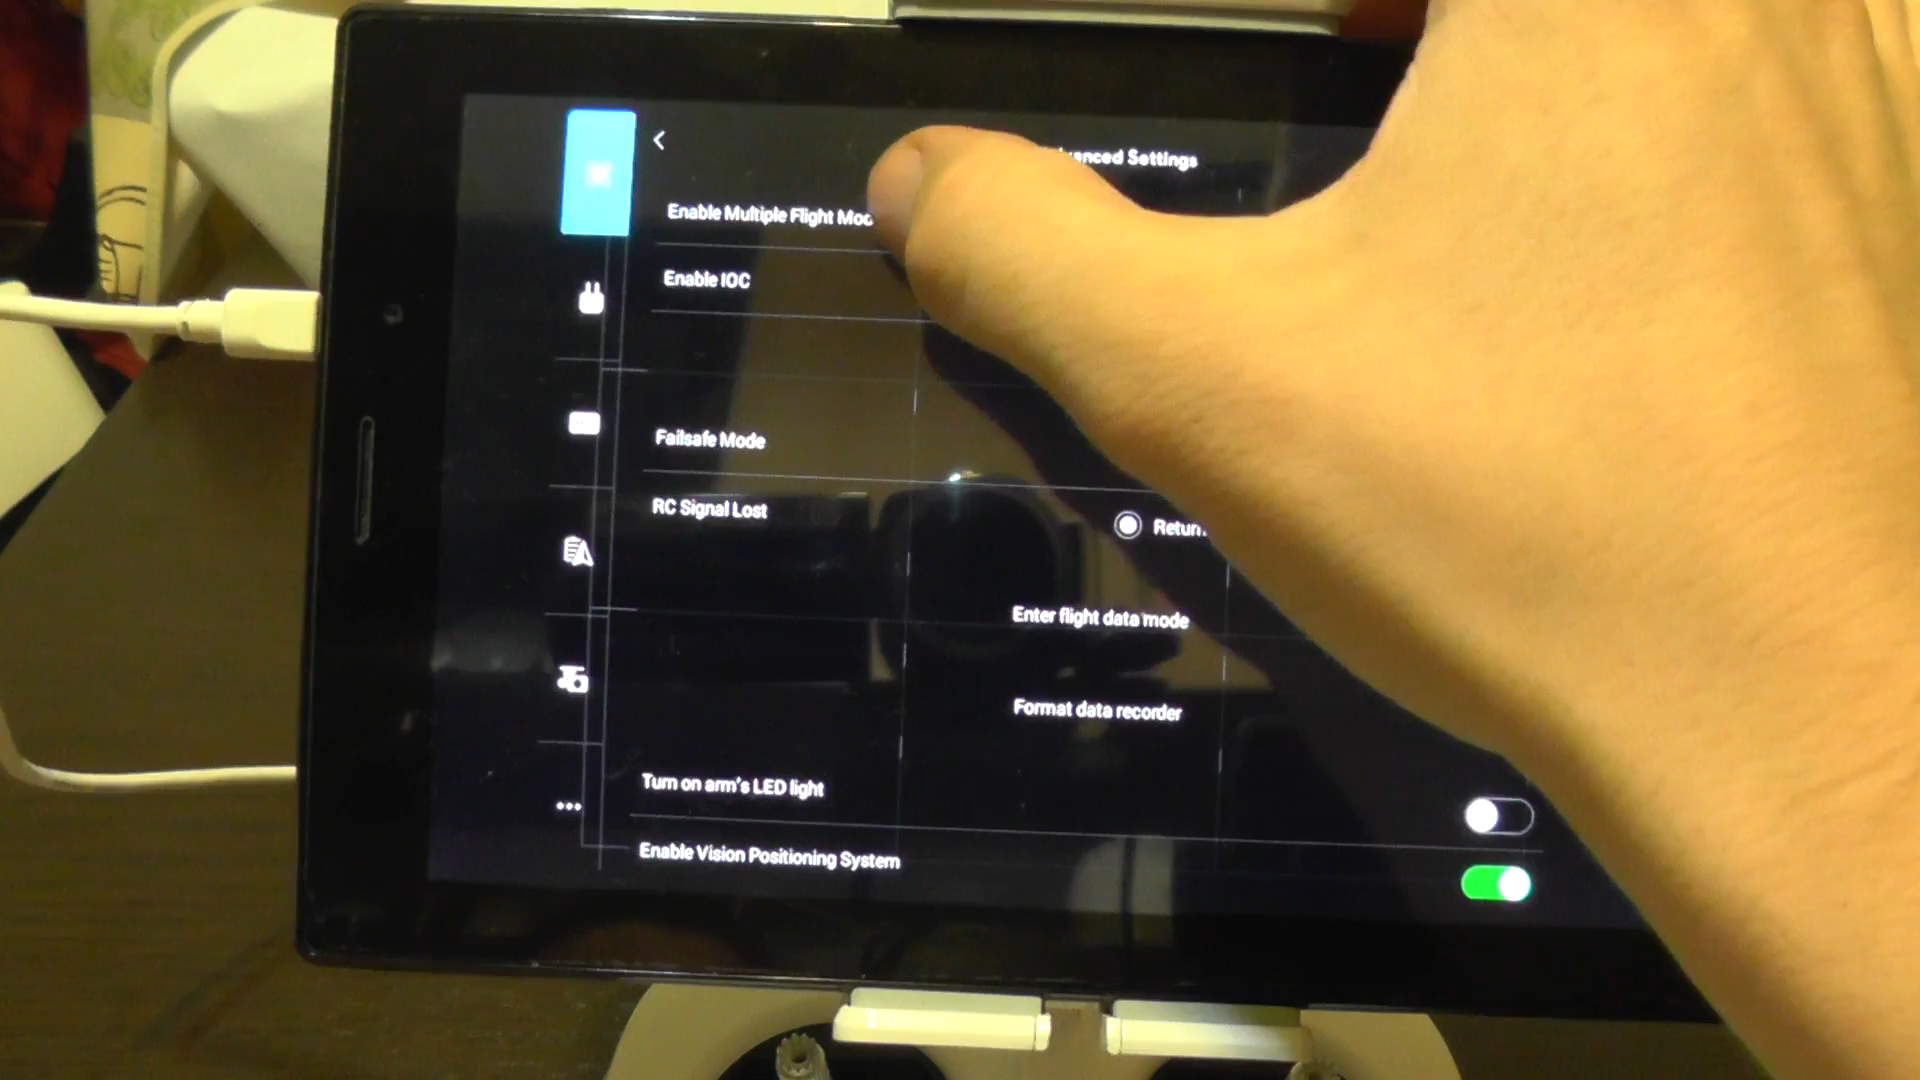 Settings
Enable Multiple Flight
Enable IOC
Failsafe Mode
RC Signal Lost
Enter flight data mode
Format data recorder
Turn on arm's LED light
Enable Vision Positioning System